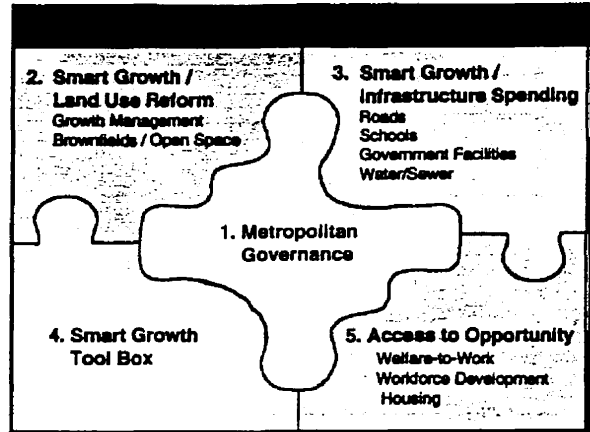 2. Smart Growth /
Land Use Reform
Growth Management
Brownfields / Open Space
3. Smart Growth /
Infrastructure Spending
Roads
Schools
Government Facilities
Water/Sewer
1. Metropolitan
Governance
4. Smart Growth
Tool Box
5. Access to Opportunity
Welfare-to-Work
Workforce Development
Housing